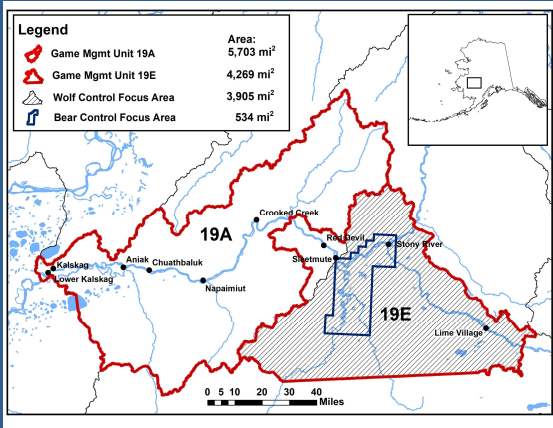 Legend
Area:
Game Mgmt Unit 19A 5,703 mi²
Game Mgmt Unit 19E 4,269 mi²
Wolf Control Focus Area 3,905 mi²
Bear Control Focus Area 534 mi²
Crooked Creek
19A
Red Devil
Stony River
Sleetmute
Kalskag
Aniak
Chuathbaluk
Lower Kalskag
Napaimiut
19E
Lime Village
0 5 10 20 30 40
Miles